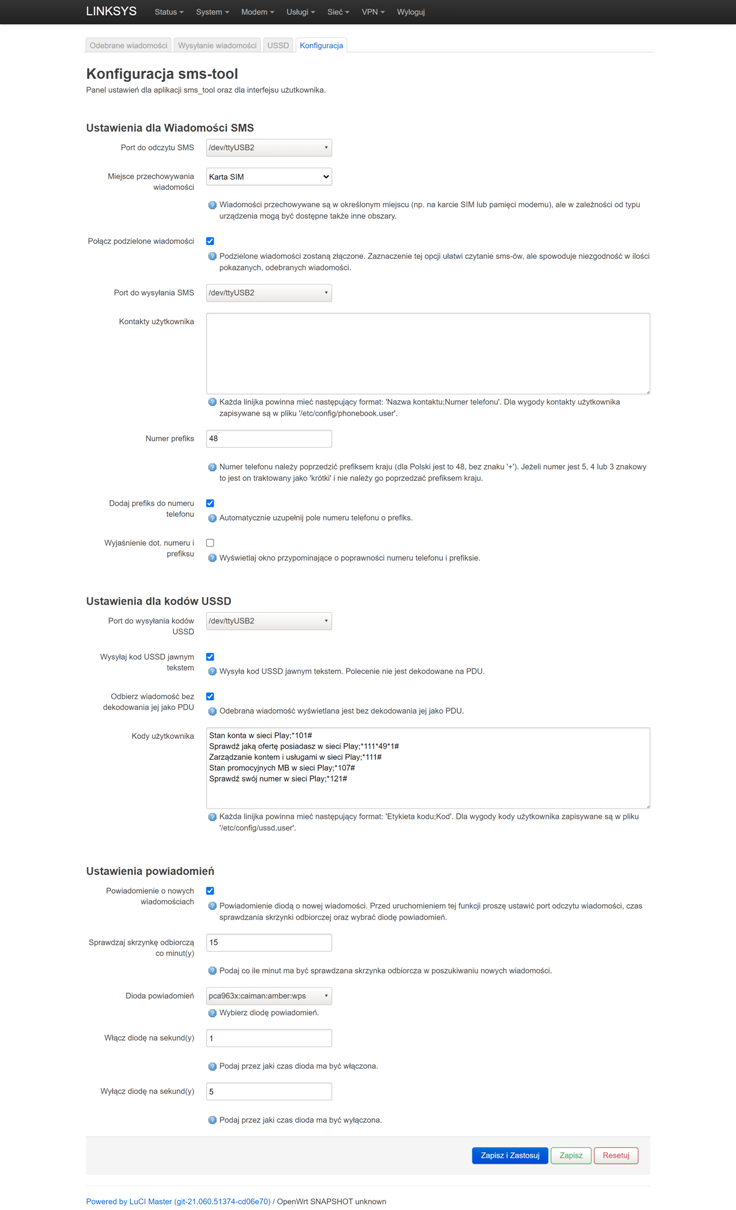 LINKSYS Status System Modem Usługi Sieć VPN Wyloguj
Odebrane wiadomości Wysyłanie wiadomości USSD Konfiguracja
Konfiguracja sms-tool
Panel ustawień dla aplikacji sms_tool oraz dla interfejsu użutkownika.
Ustawienia dla Wiadomości SMS
Port do odczytu SMS /dev/ttyUSB2
Miejsce przechowywania
wiadomości
Karta SIM
Wiadomości przechowywane są w określonym miejscu (np. na karcie SIM lub pamięci modemu), ale w zależności od typu
urządzenia mogą być dostępne także inne obszary.
Połącz podzielone wiadomości
Podzielone wiadomości zostaną złączone. Zaznaczenie tej opcji ułatwi czytanie sms-ów, ale spowoduje niezgodność w ilości
pokazanych, odebranych wiadomości.
Port do wysyłania SMS /dev/ttyUSB2
Kontakty użytkownika
Każda linijka powinna mieć następujący format: 'Nazwa kontaktu;Numer telefonu'. Dla wygody kontakty użytkownika
zapisywane są w pliku '/etc/config/phonebook.user'.
Numer prefiks 48
Numer telefonu należy poprzedzić prefiksem kraju (dla Polski jest to 48, bez znaku '+'). Jeżeli numer jest 5, 4 lub 3 znakowy
to jest on traktowany jako 'krótki' i nie należy go poprzedzać prefiksem kraju.
Dodaj prefiks do numeru
telefonu
Automatycznie uzupełnij pole numeru telefonu o prefiks.
Wyjaśnienie dot. numeru i
prefiksu
Wyświetlaj okno przypominające o poprawności numeru telefonu i prefiksie.
Ustawienia dla kodów USSD
Port do wysyłania kodów
USSD
/dev/ttyUSB2
Wysyłaj kod USSD jawnym
tekstem
Wysyła kod USSD jawnym tekstem. Polecenie nie jest dekodowane na PDU.
Odbierz wiadomość bez
dekodowania jej jako PDU
Odebrana wiadomość wyświetlana jest bez dekodowania jej jako PDU.
Kody użytkownika
Stan konta w sieci Play;*101#
Sprawdź jaką ofertę posiadasz w sieci Play;*111*49*1#
Zarządzanie kontem i usługami w sieci Play;*111#
Stan promocyjnych MB w sieci Play;*107#
Sprawdź swój numer w sieci Play;*121#
Każda linijka powinna mieć następujący format: 'Etykieta kodu;Kod'. Dla wygody kody użytkownika zapisywane są w pliku
'/etc/config/ussd.user'.
Ustawienia powiadomień
Powiadomienie o nowych
wiadomościach
Powiadomienie diodą o nowej wiadomości. Przed uruchomieniem tej funkcji proszę ustawić port odczytu wiadomości, czas
sprawdzania skrzynki odbiorczej oraz wybrać diodę powiadomień.
Sprawdzaj skrzynkę odbiorczą
co minut(y)
15
Podaj co ile minut ma być sprawdzana skrzynka odbiorcza w poszukiwaniu nowych wiadomości.
Dioda powiadomień pca963x:caiman:amber:wps
Wybierz diodę powiadomień.
Włącz diodę na sekund(y) 1
Podaj przez jaki czas dioda ma być włączona.
Wyłącz diodę na sekund(y) 5
Podaj przez jaki czas dioda ma być wyłączona.
Zapisz i Zastosuj Zapisz Resetuj
Powered by LuCI Master (git-21.060.51374-cd06e70) / OpenWrt SNAPSHOT unknown